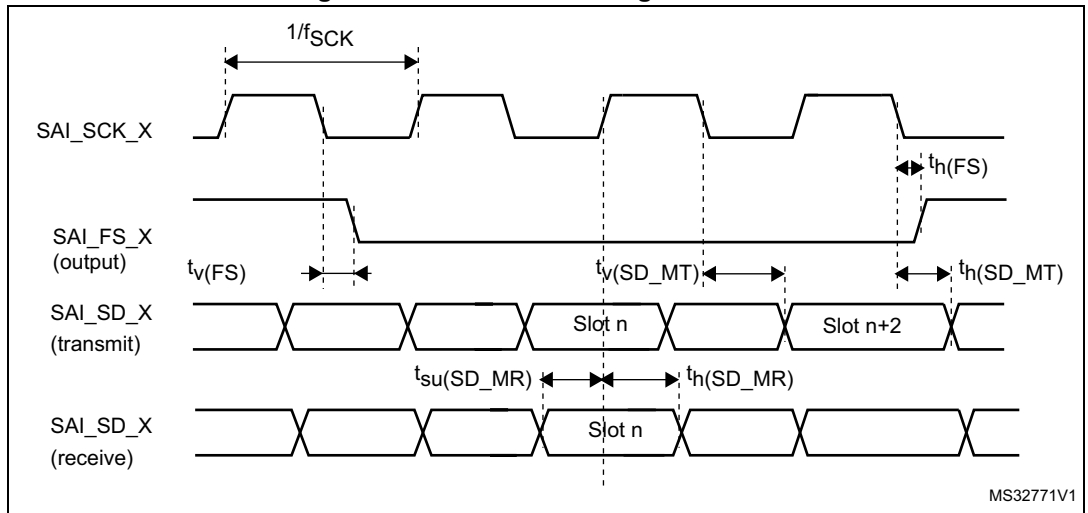 1/fSCK
SAI_SCK_X
th(FS)
SAI_FS_X
(output)
tv(FS)
tv(SD_MT)
th(SD_MT)
SAI_SD_X
(transmit)
Slot n
Slot n+2
tsu(SD_MR)
th(SD_MR)
SAI_SD_X
(receive)
Slot n
MS32771V1